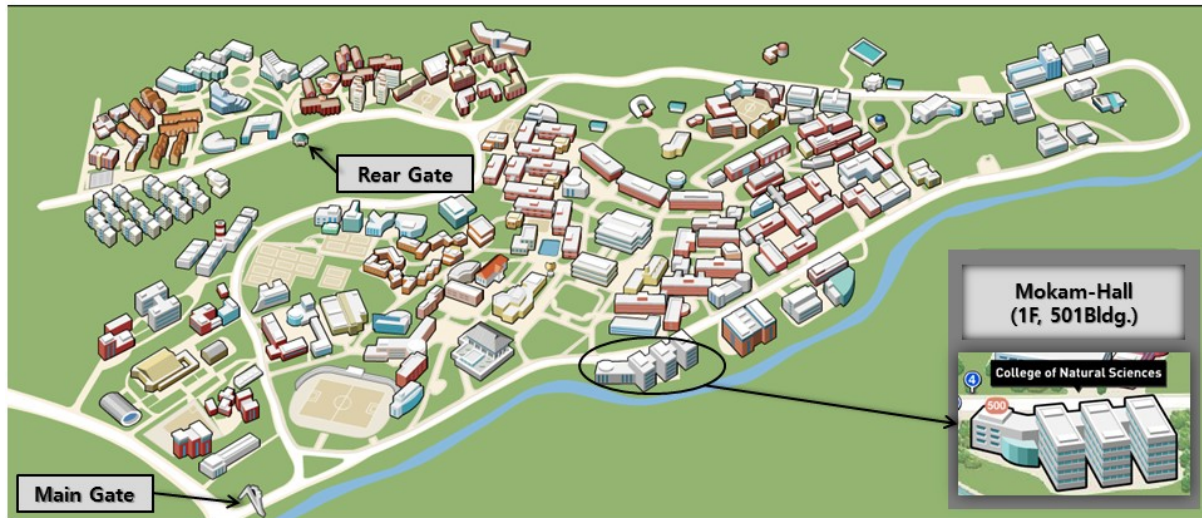 Rear Gate
Mokam-Hall
(1F, 501Bldg.)
College of Natural Sciences
4
500
Main Gate